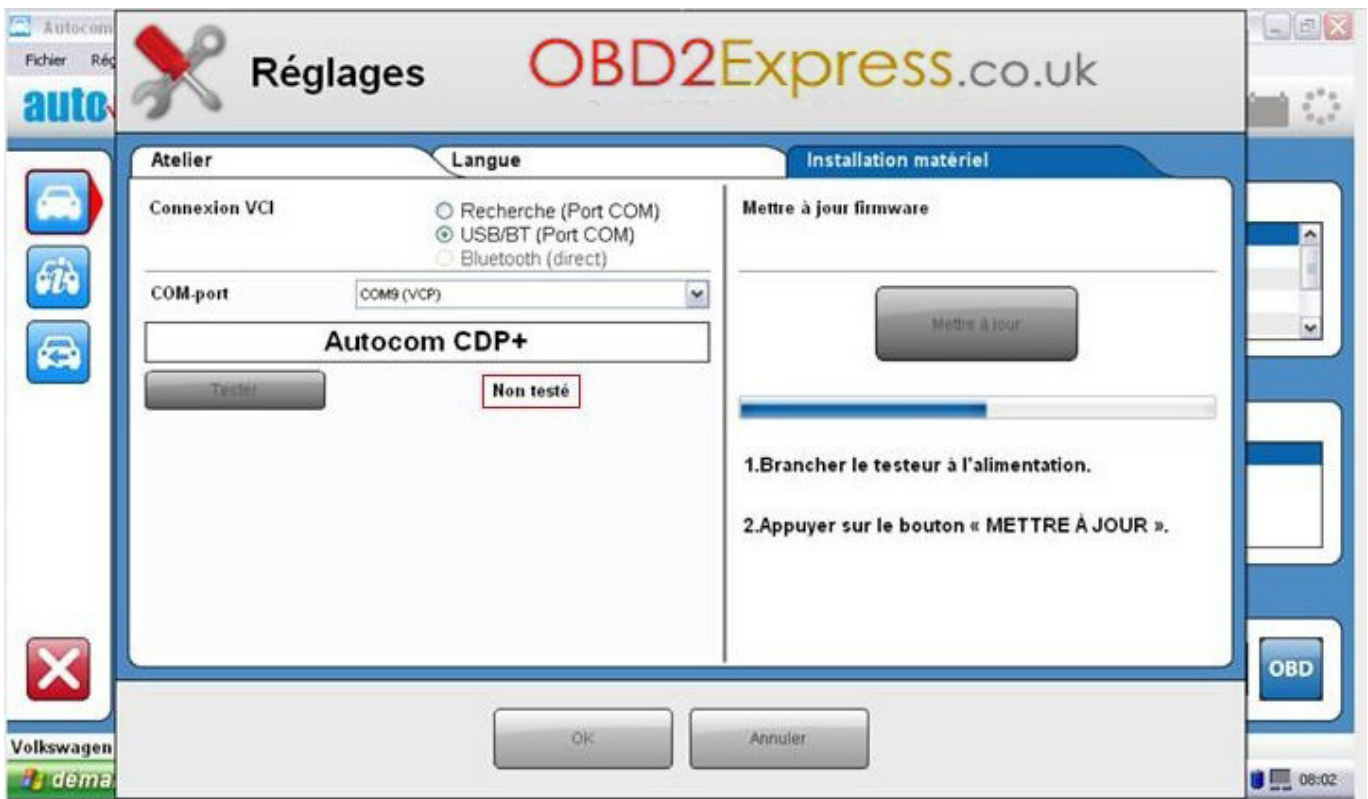 Autocom
Fichier Rég
auto
Réglages
OBD2Express.co.uk
Atelier
Langue
Installation matériel
Connexion VCI
Recherche (Port COM)
USB/BT (Port COM)
Bluetooth (direct)
COM-port
COM9 (VCP)
Autocom CDP+
Tester
Non testé
Mettre à jour firmware
Mettre à jour
1.Brancher le testeur à l'alimentation.
2.Appuyer sur le bouton « METTRE À JOUR ».
OBD
OK
Annuler
Volkswagen
déma
08:02